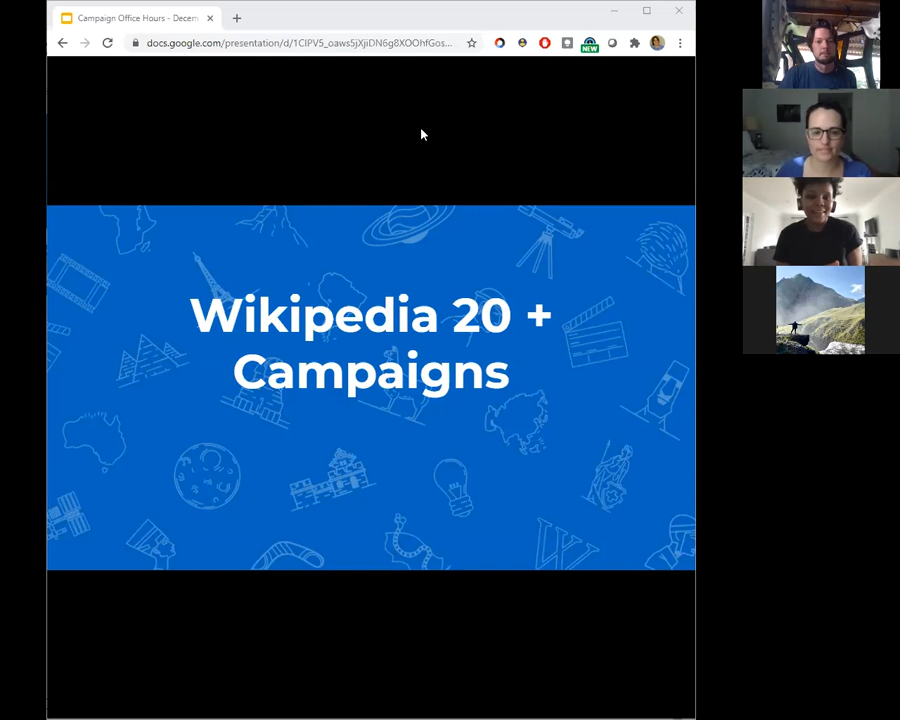 Campaign Office Hours - Decem
docs.google.com/presentation/d/1CIPV5_oaws5jXjiDN6g8XOOhfGos...
NEW
Wikipedia 20 +
Campaigns
W